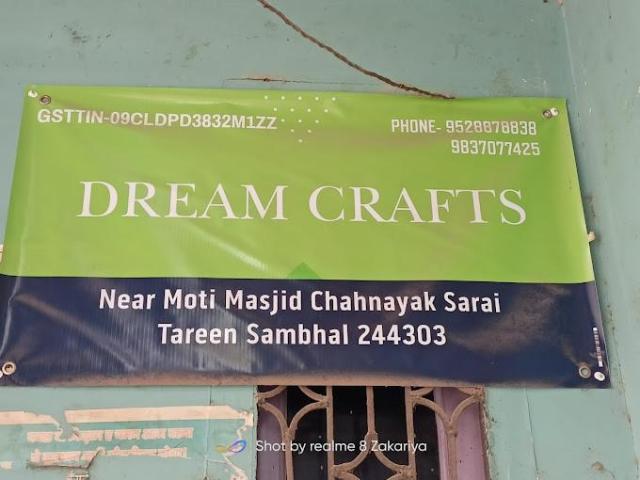 GSTTIN-09CLDPD3832M1ZZ
PHONE- 9528878838
9837077425
DREAM CRAFTS
Near Moti Masjid Chahnayak Sarai
Tareen Sambhal 244303
Shot by realme 8 Zakariya